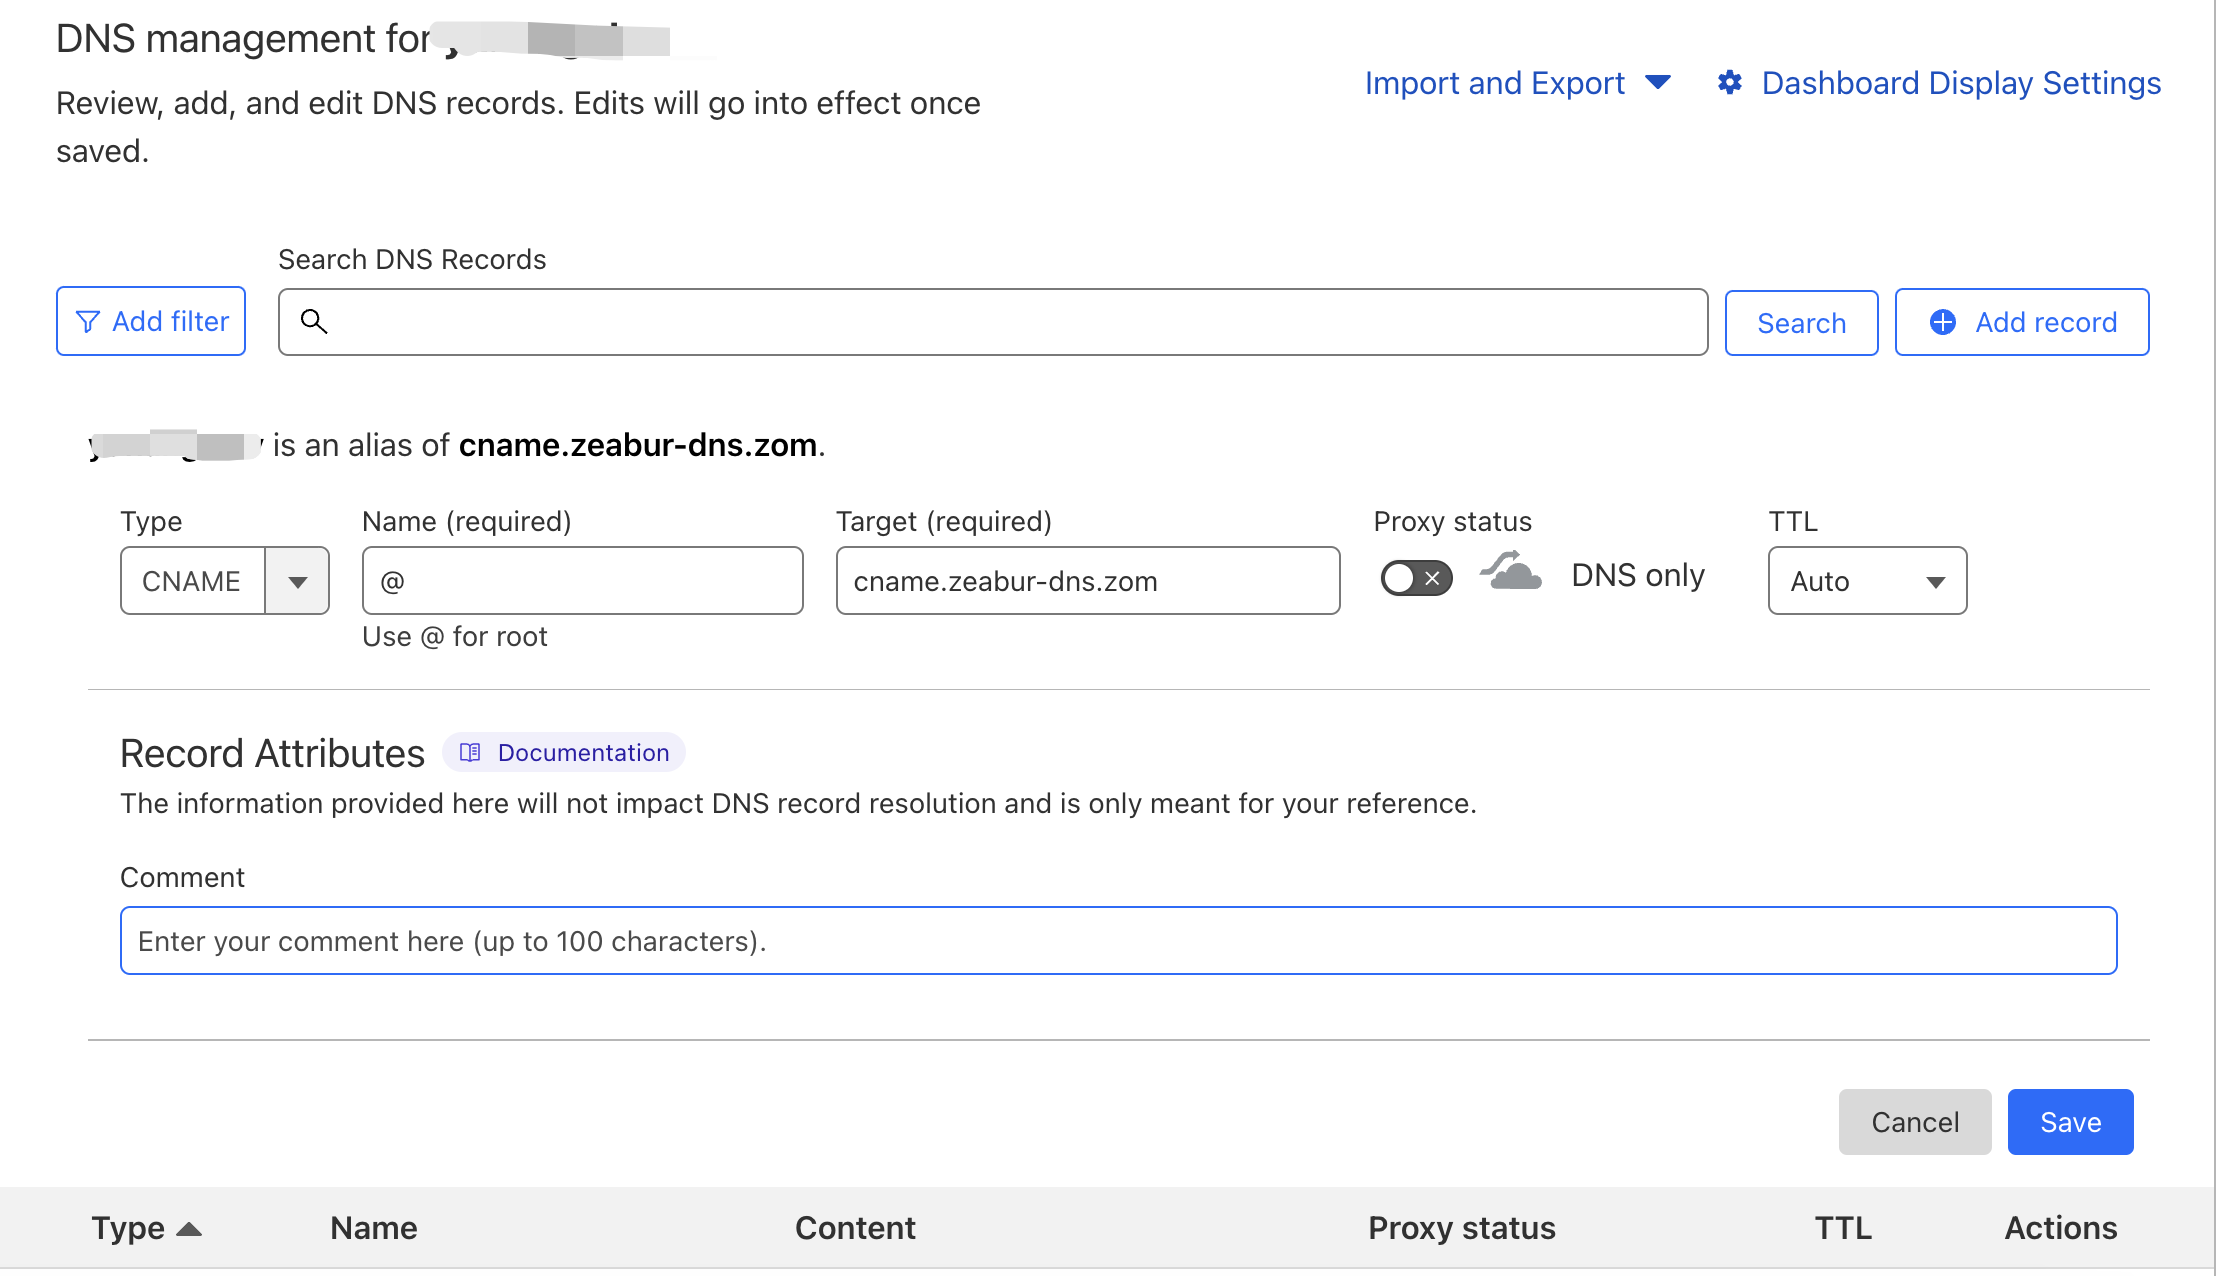 DNS management for
Import and Export
Dashboard Display Settings
Review, add, and edit DNS records. Edits will go into effect once
saved.
Search DNS Records
Add filter
Search
Add record
is an alias of cname.zeabur-dns.zom.
Type
Name (required)
Target (required)
Proxy status
TTL
CNAME
@
cname.zeabur-dns.zom
DNS only
Auto
Use @ for root
Record Attributes
Documentation
The information provided here will not impact DNS record resolution and is only meant for your reference.
Comment
Enter your comment here (up to 100 characters).
Cancel
Save
Type
Name
Content
Proxy status
TTL
Actions